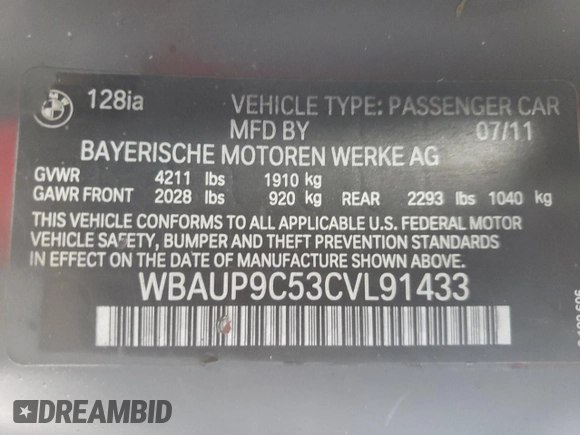 128ia VEHICLE TYPE: PASSENGER CAR
MFD BY 07/11
BAYERISCHE MOTOREN WERKE AG
GVWR 4211 lbs 1910 kg
GAWR FRONT 2028 lbs 920 kg REAR 2293 lbs 1040 kg
THIS VEHICLE CONFORMS TO ALL APPLICABLE U.S. FEDERAL MOTOR
VEHICLE SAFETY, BUMPER AND THEFT PREVENTION STANDARDS
IN EFFECT ON THE DATE OF MANUFACTURE SHOWN ABOVE.
WBAUP9C53CVL91433
DREAMBID